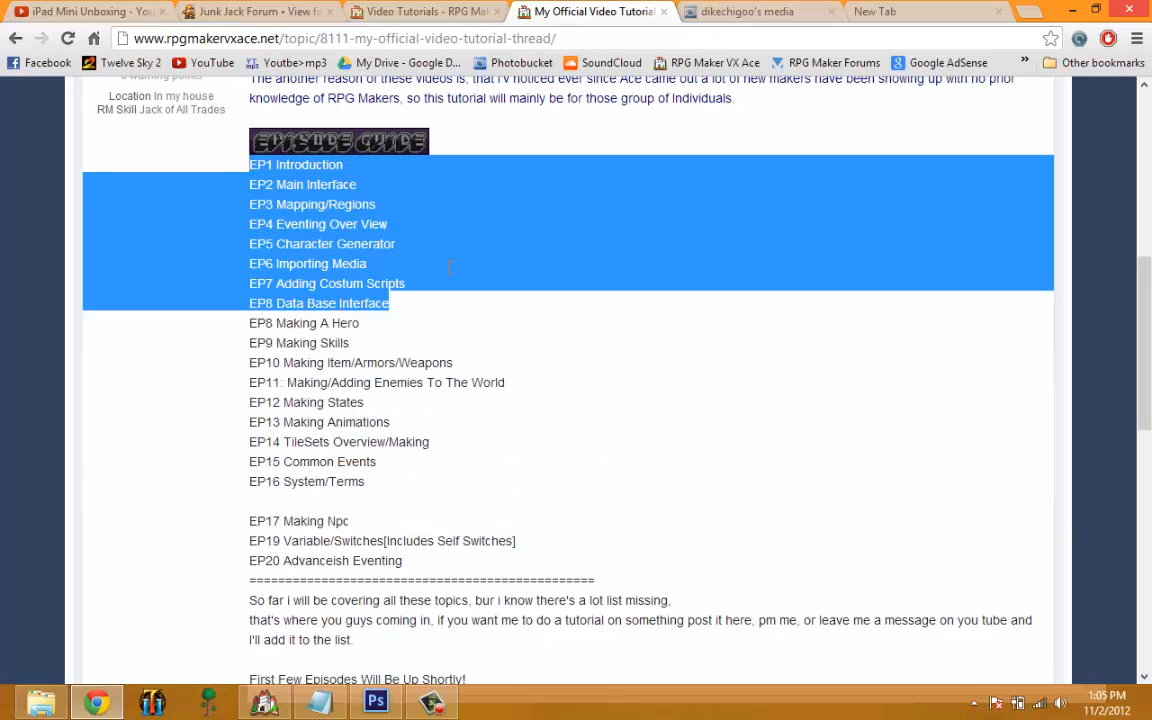 iPad Mini Unboxing - You
Junk Jack Forum • View f
Video Tutorials - RPG Mak
My Official Video Tutorial
dikechigoo's media
New Tab
www.rpgmakervxace.net/topic/8111-my-official-video-tutorial-thread/
Facebook
Twelve Sky 2
YouTube
Youtbe>mp3
My Drive - Google D...
Photobucket
SoundCloud
RPG Maker VX Ace
RPG Maker Forums
Google AdSense
Other bookmarks
0 warning points
Location In my house
RM Skill Jack of All Trades
The another reason of these videos is, that i'V noticed ever since Ace came out a lot of new makers have been showing up with no prior
knowledge of RPG Makers, so this tutorial will mainly be for those group of Individuals.
EPISODE GUIDE
EP1 Introduction
EP2 Main Interface
EP3 Mapping/Regions
EP4 Eventing Over View
EP5 Character Generator
EP6 Importing Media
EP7 Adding Costum Scripts
EP8 Data Base Interface
EP8 Making A Hero
EP9 Making Skills
EP10 Making Item/Armors/Weapons
EP11: Making/Adding Enemies To The World
EP12 Making States
EP13 Making Animations
EP14 TileSets Overview/Making
EP15 Common Events
EP16 System/Terms
EP17 Making Npc
EP19 Variable/Switches[Includes Self Switches]
EP20 Advanceish Eventing
================================================
So far i will be covering all these topics, bur i know there's a lot list missing,
that's where you guys coming in, if you want me to do a tutorial on something post it here, pm me, or leave me a message on you tube and
I'll add it to the list.
First Few Episodes Will Be Up Shortly!
Ps
1:05 PM
11/2/2012